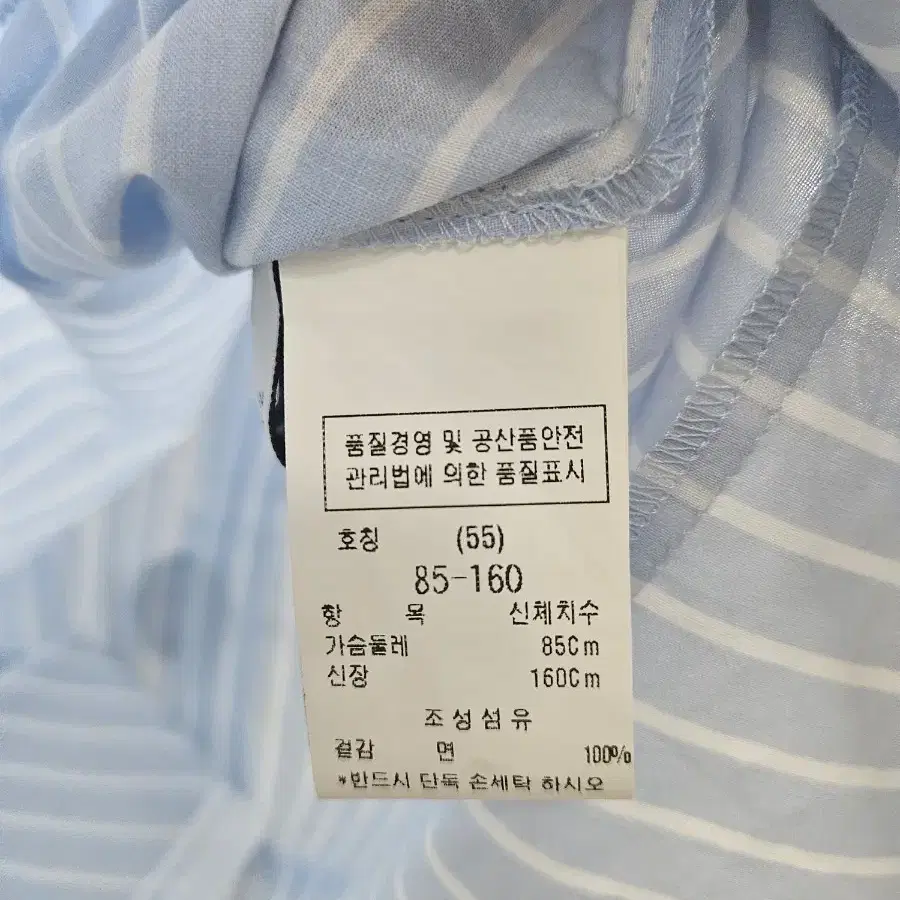 품질경영 및 공산품안전
관리법에 의한 품질표시
호칭 (55)
85-160
항 목 신체치수
가슴둘레 85Cm
신장 160Cm
조성섬유
겉감 면 100%
*반드시 단독 손세탁 하시오